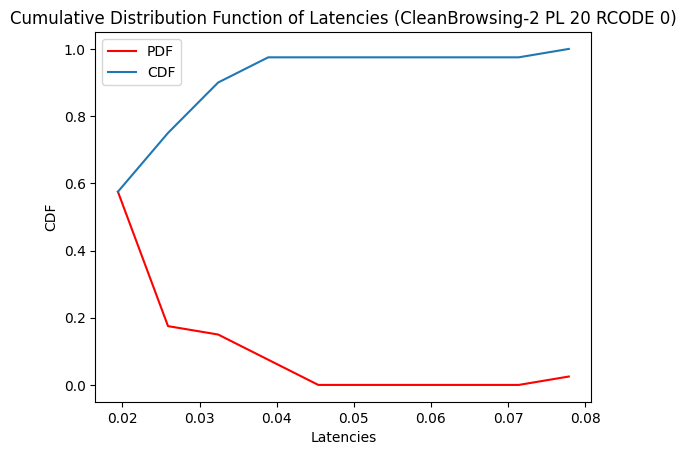 Cumulative Distribution Function of Latencies (CleanBrowsing-2 PL 20 RCODE 0)
PDF
CDF
1.0
0.8
0.6
0.4
0.2
0.0
CDF
0.02 0.03 0.04 0.05 0.06 0.07 0.08
Latencies